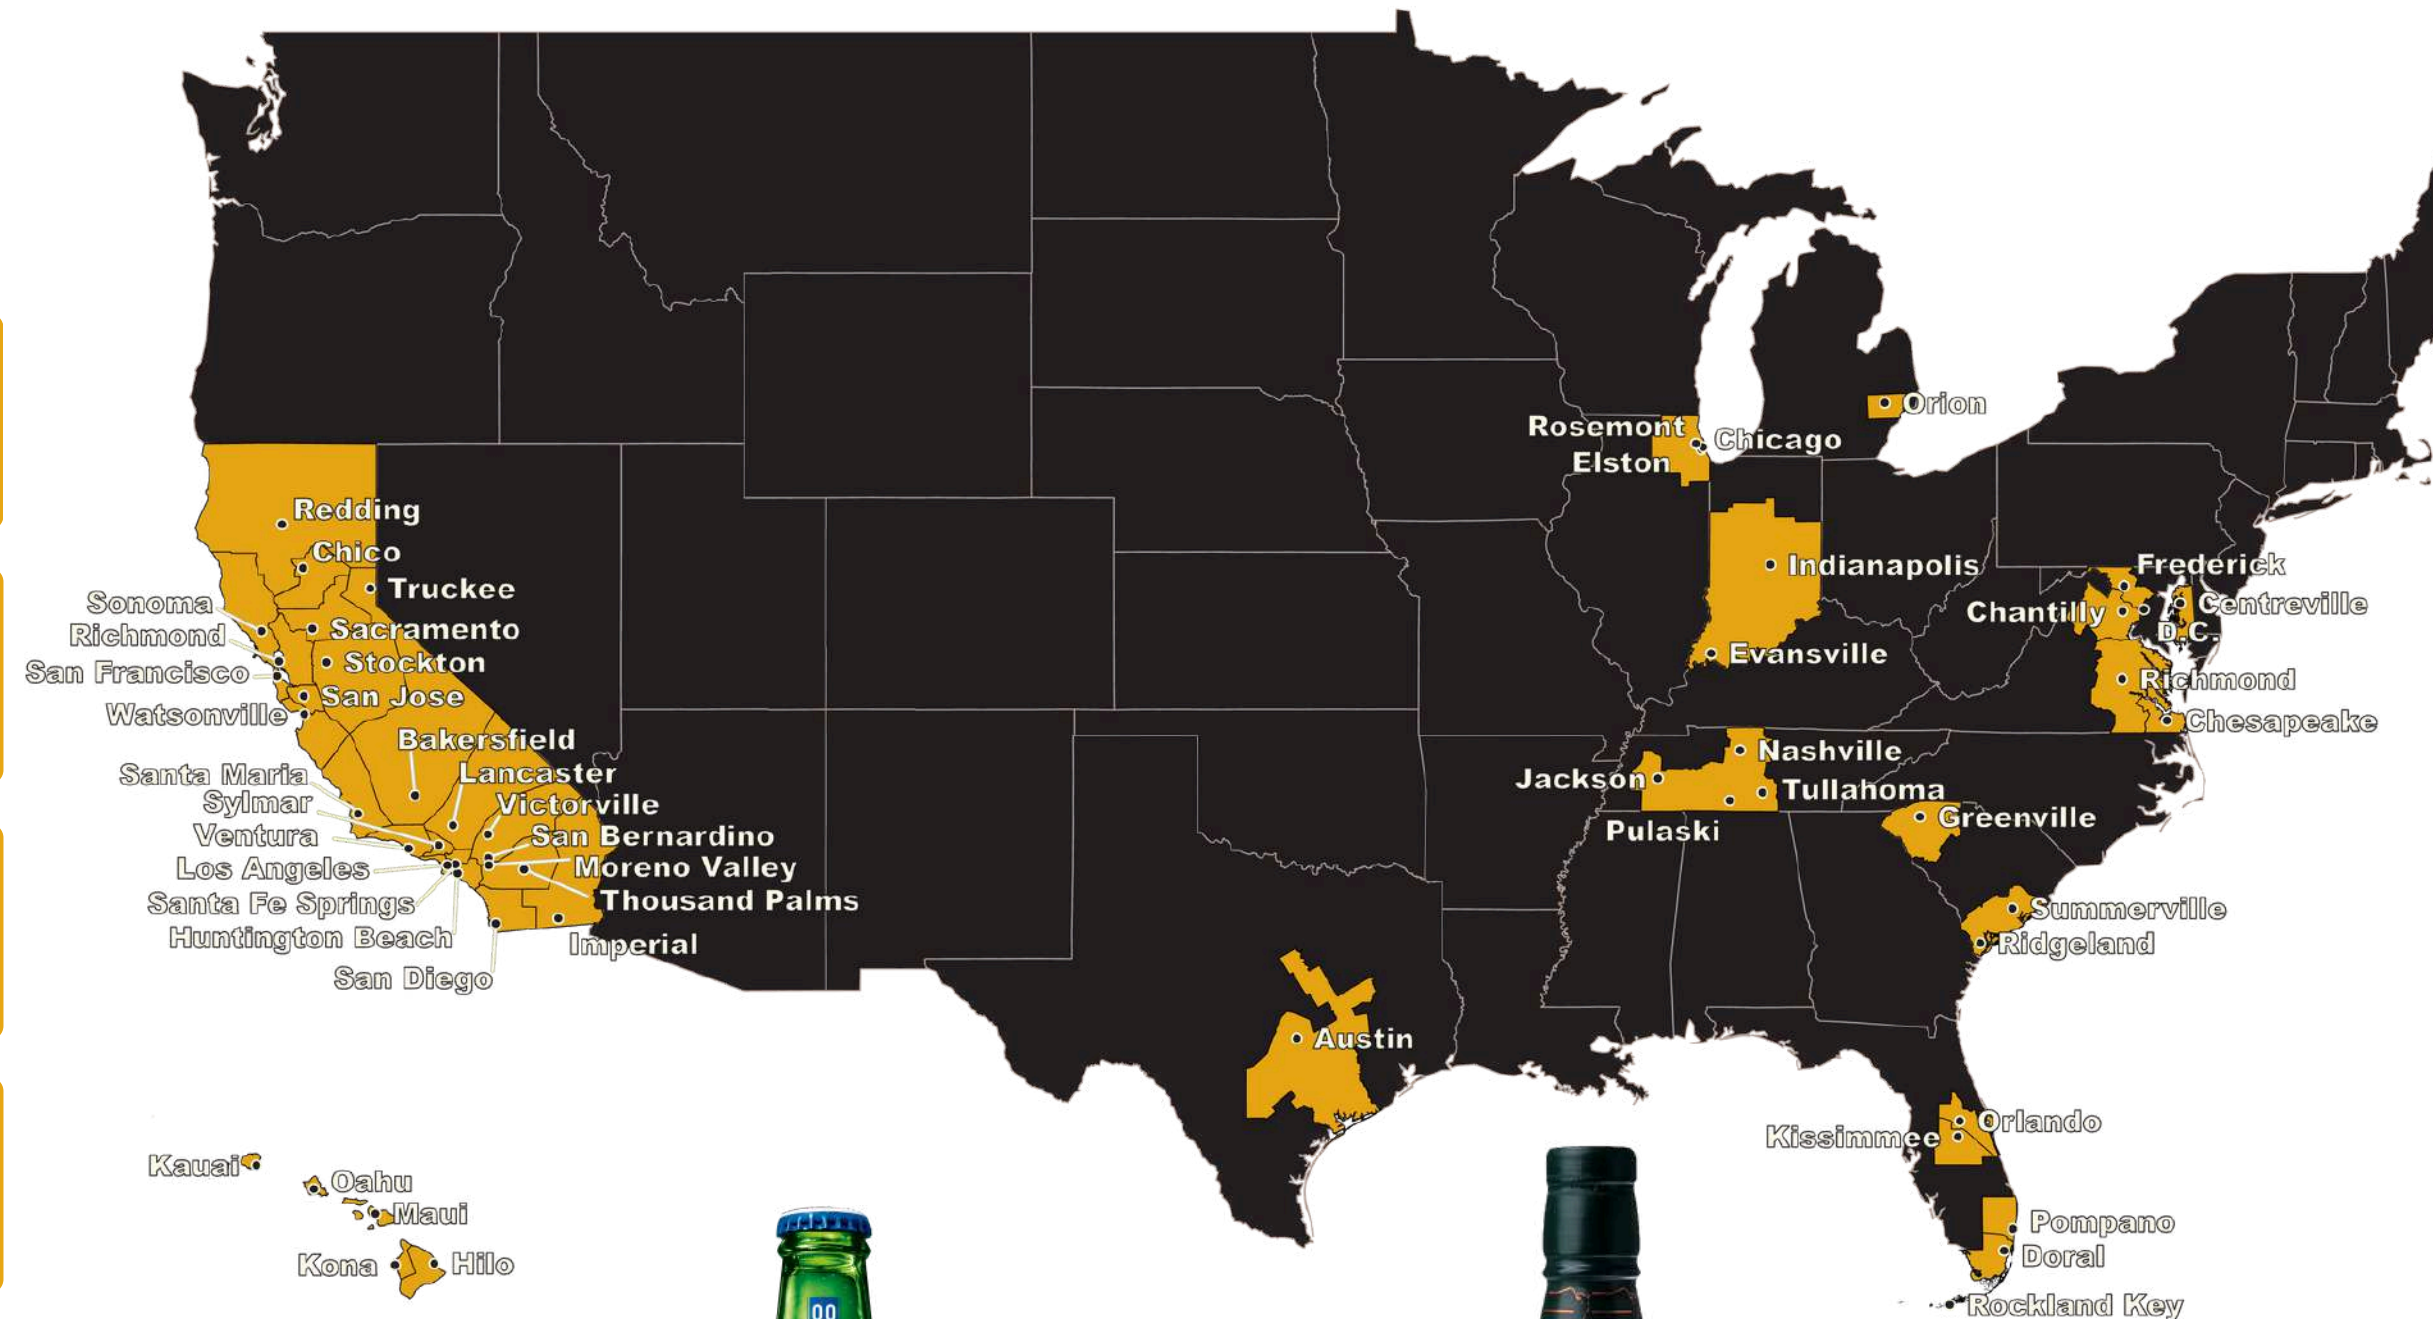 Orion
Rosemont
Chicago
Elston
Redding
Chico
Truckee
Sonoma
Richmond
Sacramento
San Francisco
Stockton
San Jose
Watsonville
Bakersfield
Santa Maria
Lancaster
Sylmar
Victorville
Ventura
San Bernardino
Los Angeles
Moreno Valley
Santa Fe Springs
Thousand Palms
Huntington Beach
Imperial
San Diego
Indianapolis
Evansville
Frederick
Chantilly
Centreville
D.C.
Richmond
Chesapeake
Nashville
Jackson
Tullahoma
Pulaski
Greenville
Summerville
Ridgeland
Austin
Orlando
Kissimmee
Pompano
Doral
Rockland Key
Kauai
Oahu
Maui
Kona
Hilo
0.0